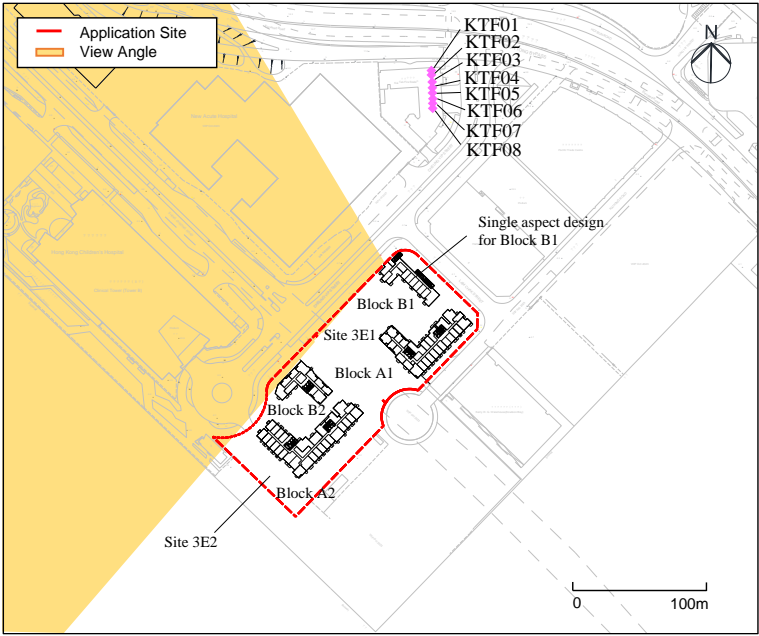 Application Site
View Angle
KTF01
KTF02
KTF03
KTF04
KTF05
KTF06
KTF07
KTF08
N
Single aspect design
for Block B1
Block B1
Site 3E1
Block A1
Block B2
Block A2
Site 3E2
0
100m